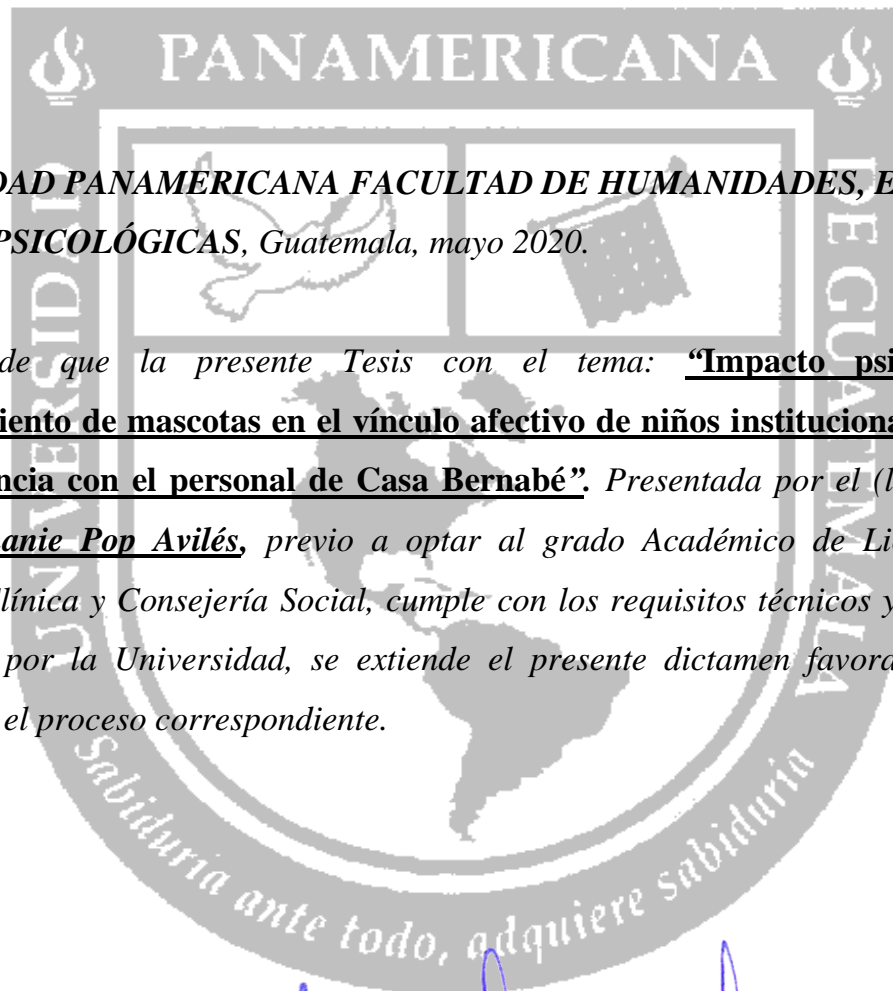 PANAMERICANA
UNIVERSIDAD
DE GUATEMALA
DAD PANAMERICANA FACULTAD DE HUMANIDADES, E
PSICOLÓGICAS, Guatemala, mayo 2020.
de que la presente Tesis con el tema: “Impacto psi
iento de mascotas en el vínculo afectivo de niños instituciona
ncia con el personal de Casa Bernabé”. Presentada por el (l
anie Pop Avilés, previo a optar al grado Académico de Li
línica y Consejería Social, cumple con los requisitos técnicos y
por la Universidad, se extiende el presente dictamen favora
el proceso correspondiente.
Sabiduría ante todo, adquiere sabiduría